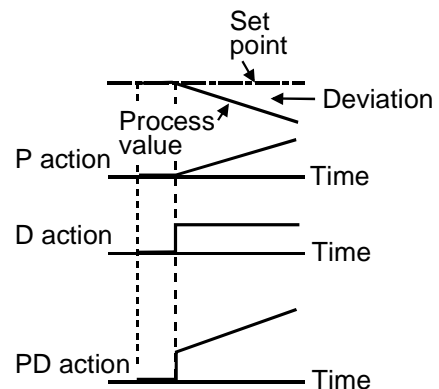 Set
point
Deviation
Process
value
P action
Time
D action
Time
PD action
Time